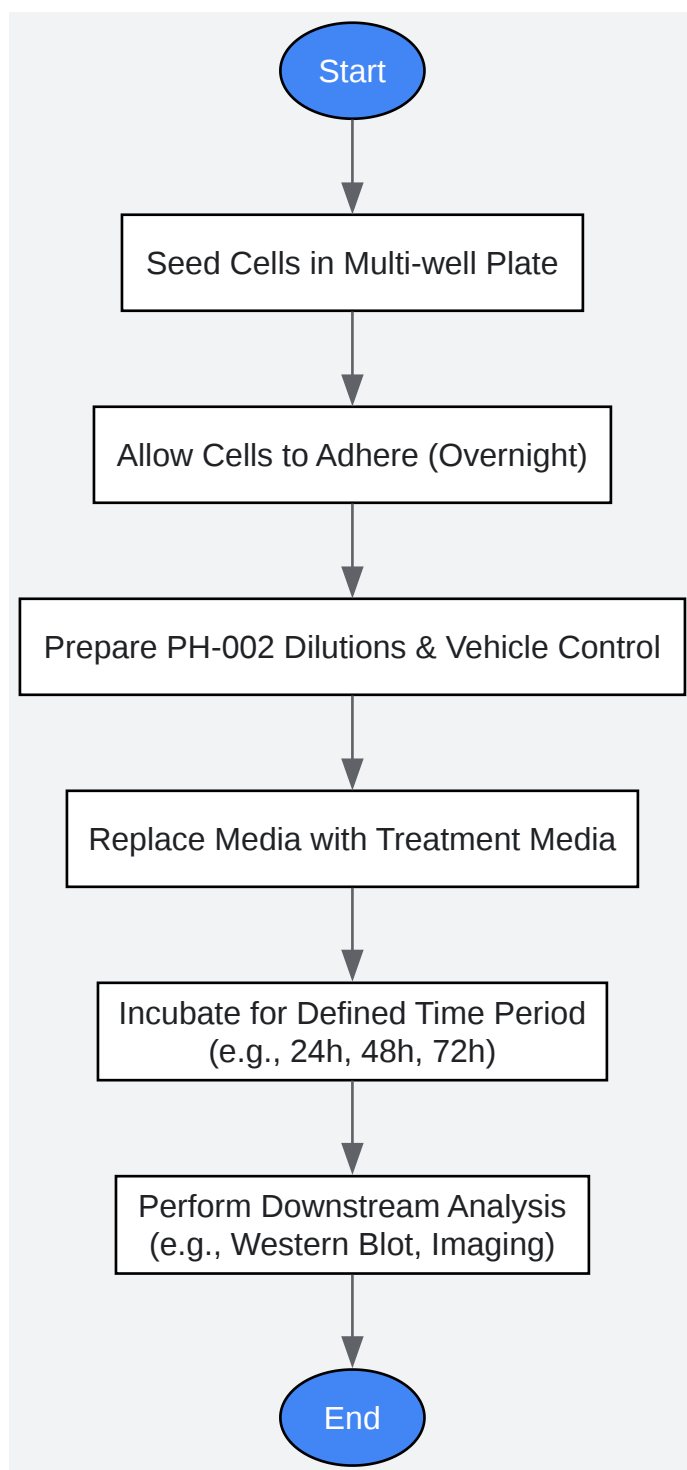 Start
Seed Cells in Multi-well Plate
Allow Cells to Adhere (Overnight)
Prepare PH-002 Dilutions & Vehicle Control
Replace Media with Treatment Media
Incubate for Defined Time Period
(e.g., 24h, 48h, 72h)
Perform Downstream Analysis
(e.g., Western Blot, Imaging)
End